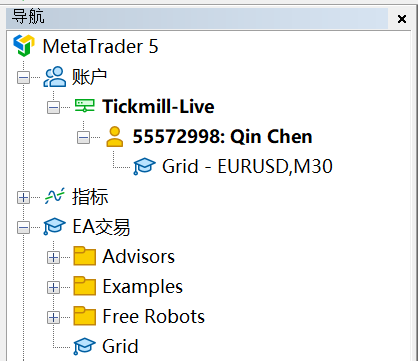 导航
MetaTrader 5
账户
Tickmill-Live
55572998: Qin Chen
Grid - EURUSD,M30
指标
EA交易
Advisors
Examples
Free Robots
Grid